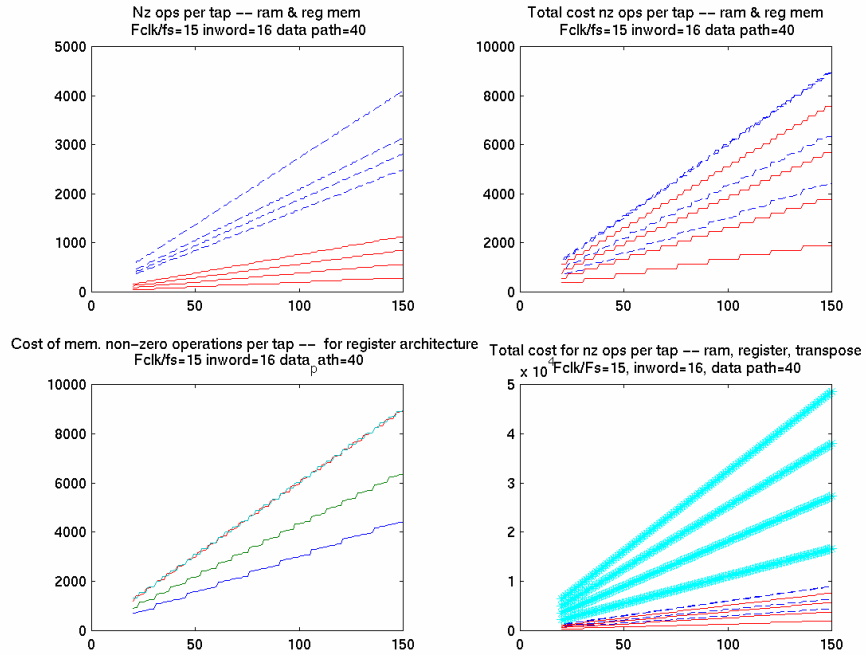 Nz ops per tap -- ram & reg mem
Fclk/fs=15 inword=16 data path=40
5000
4000
3000
2000
1000
0
0 50 100 150
Total cost nz ops per tap -- ram & reg mem
Fclk/fs=15 inword=16 data path=40
10000
8000
6000
4000
2000
0
0 50 100 150
Cost of mem. non-zero operations per tap -- for register architecture
Fclk/fs=15 inword=16 data_path=40
10000
8000
6000
4000
2000
0
0 50 100 150
Total cost for nz ops per tap -- ram, register, transpose
x 10^4 Fclk/Fs=15, inword=16, data path=40
5
4
3
2
1
0
0 50 100 150